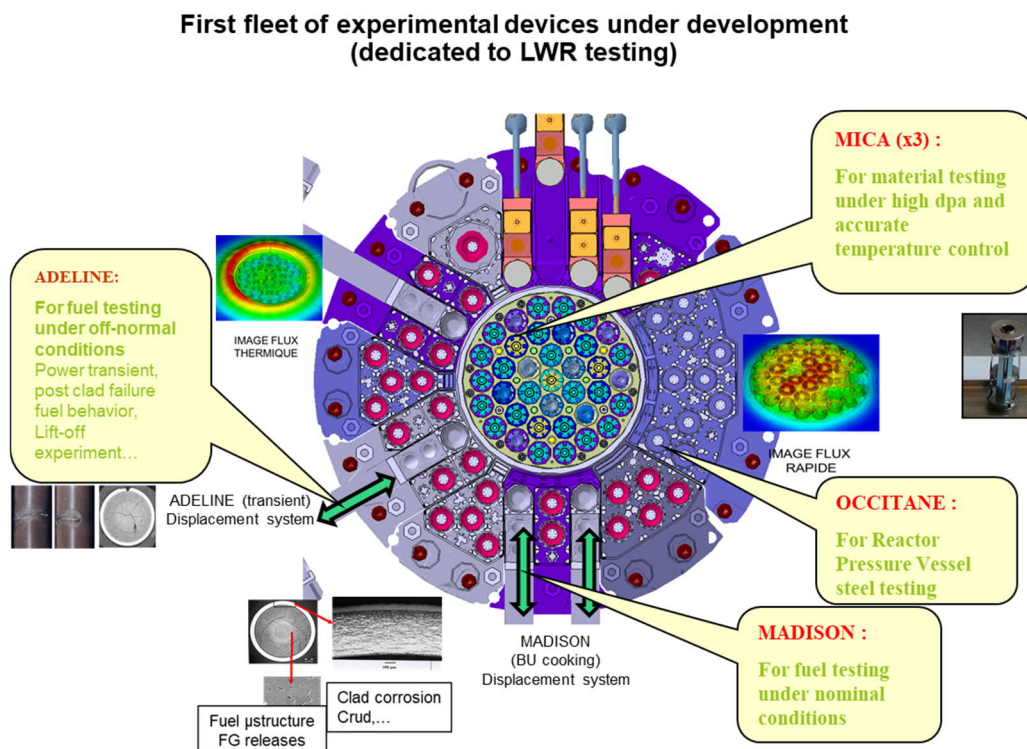 First fleet of experimental devices under development
(dedicated to LWR testing)
MICA (x3) :
For material testing
under high dpa and
accurate
temperature control
ADELINE:
For fuel testing
under off-normal
conditions
Power transient,
post clad failure
fuel behavior,
Lift-off
experiment…
IMAGE FLUX
THERMIQUE
IMAGE FLUX
RAPIDE
ADELINE (transient)
Displacement system
OCCITANE :
For Reactor
Pressure Vessel
steel testing
MADISON
(BU cooking)
Displacement system
MADISON :
For fuel testing
under nominal
conditions
Clad corrosion
Crud,…
Fuel µstructure
FG releases